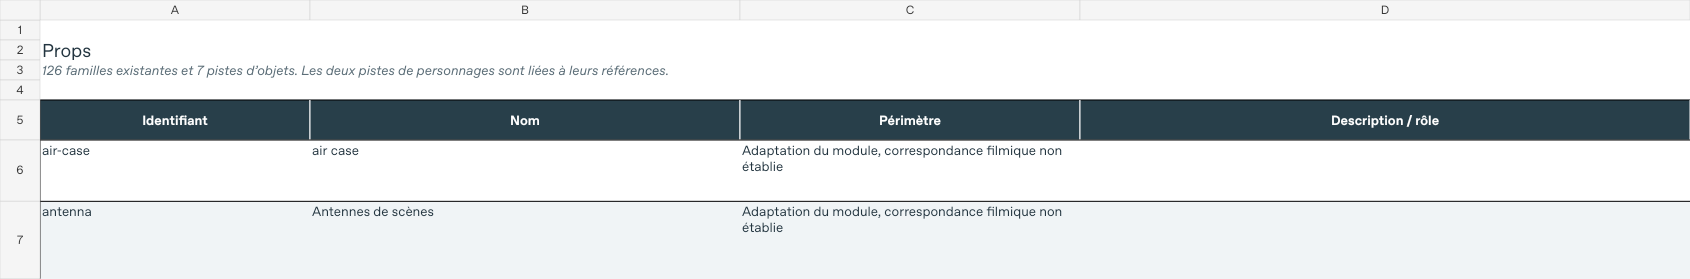 A B C D
1
2 Props
3 126 familles existantes et 7 pistes d’objets. Les deux pistes de personnages sont liées à leurs références.
4
5 Identifiant Nom Périmètre Description / rôle
6 air-case air case Adaptation du module, correspondance filmique non
établie
7 antenna Antennes de scènes Adaptation du module, correspondance filmique non
établie